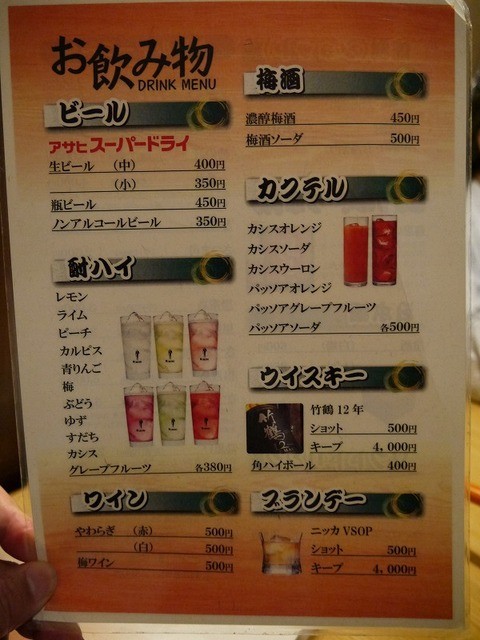 お飲み物
DRINK MENU
ビール
アサヒ スーパードライ
生ビール （中） 400円
（小） 350円
瓶ビール 450円
ノンアルコールビール 350円
酎ハイ
レモン
ライム
ピーチ
カルピス
青りんご
梅
ぶどう
ゆず
すだち
カシス
グレープフルーツ 各380円
ワイン
やわらぎ （赤） 500円
（白） 500円
梅ワイン 500円
梅酒
濃醇梅酒 450円
梅酒ソーダ 500円
カクテル
カシスオレンジ
カシスソーダ
カシスウーロン
パッソアオレンジ
パッソアグレープフルーツ
パッソアソーダ 各500円
ウイスキー
竹鶴
竹鶴 12 年
ショット 500円
キープ 4,000円
角ハイボール 400円
ブランデー
ニッカ VSOP
ショット 500円
キープ 4,000円